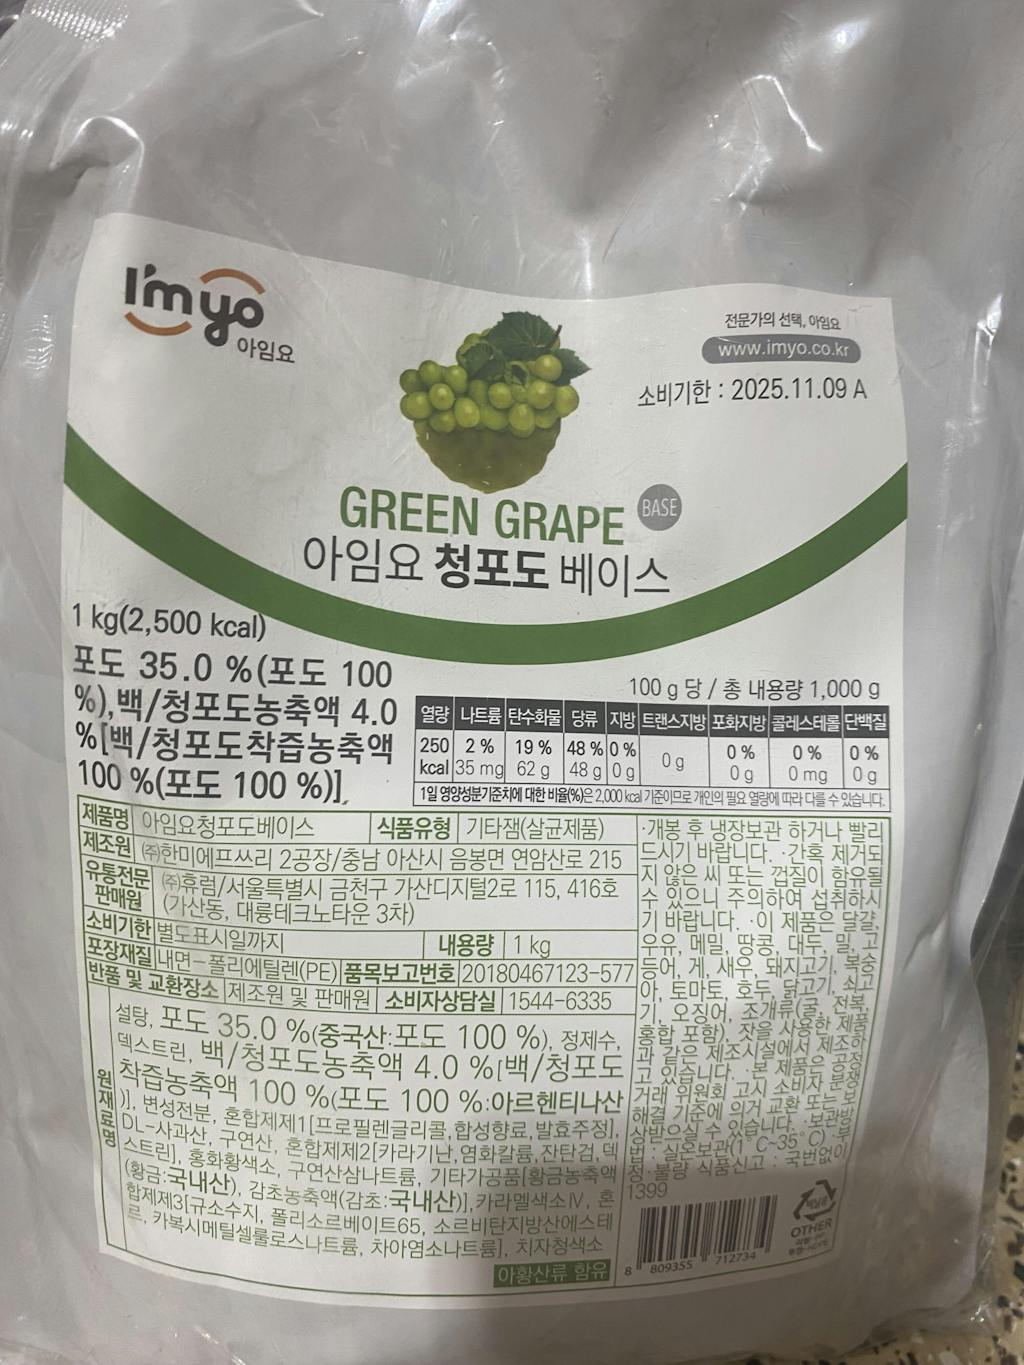 I'm yo
아임요
전문가의 선택, 아임요
www.imyo.co.kr
소비기한 : 2025.11.09 A
GREEN GRAPE BASE
아임요 청포도 베이스
1 kg(2,500 kcal)
포도 35.0 %(포도 100
%),백/청포도농축액 4.0
%[백/청포도착즙농축액
100 %(포도 100 %)]
100 g 당 / 총 내용량 1,000 g
열량 나트륨 탄수화물 당류 지방 트랜스지방 포화지방 콜레스테롤 단백질
250 2 % 19 % 48 % 0 % 0 g 0 % 0 % 0 %
kcal 35 mg 62 g 48 g 0 g 0 g 0 mg 0 g
1일 영양성분기준치에 대한 비율(%)은 2,000 kcal 기준이므로 개인의 필요 열량에 따라 다를 수 있습니다.
제품명 아임요청포도베이스 식품유형 기타잼(살균제품)
제조원 ㈜한미에프쓰리 2공장/충남 아산시 음봉면 연암산로 215
유통전문 ㈜휴럼/서울특별시 금천구 가산디지털2로 115, 416호
판매원 (가산동, 대륭테크노타운 3차)
소비기한 별도표시일까지 내용량 1 kg
포장재질 내면-폴리에틸렌(PE) 품목보고번호 20180467123-577
반품 및 교환장소 제조원 및 판매원 소비자상담실 1544-6335
원재료명
설탕, 포도 35.0 %(중국산:포도 100 %), 정제수,
덱스트린, 백/청포도농축액 4.0 %[백/청포도
착즙농축액 100 %(포도 100 %:아르헨티나산
)], 변성전분, 혼합제제1[프로필렌글리콜,합성향료,발효주정],
DL-사과산, 구연산, 혼합제제2[카라기난,염화칼륨,잔탄검,덱
스트린], 홍화황색소, 구연산삼나트륨, 기타가공품[황금농축액
(황금:국내산), 감초농축액(감초:국내산)],카라멜색소Ⅳ, 혼
합제제3[규소수지, 폴리소르베이트65, 소르비탄지방산에스테
르, 카복시메틸셀룰로스나트륨, 차아염소나트륨], 치자청색소
아황산류 함유
·개봉 후 냉장보관 하거나 빨리
드시기 바랍니다. ·간혹 제거되
지 않은 씨 또는 껍질이 함유될
수 있으니 주의하여 섭취하시
기 바랍니다. ·이 제품은 달걀,
우유, 메밀, 땅콩, 대두, 밀, 고
등어, 게, 새우, 돼지고기, 복숭
아, 토마토, 호두, 닭고기, 쇠고
기, 오징어, 조개류(굴, 전복,
홍합 포함), 잣을 사용한 제품
과 같은 제조시설에서 제조하
고 있습니다. ·본 제품은 공정
거래 위원회 고시 소비자 분쟁
해결 기준에 의거 교환 또는 보
상받으실 수 있습니다. ·보관방
법 : 실온보관(1℃~35℃)·부
정·불량 식품신고 : 국번없이
1399
8 809355 712734
OTHER